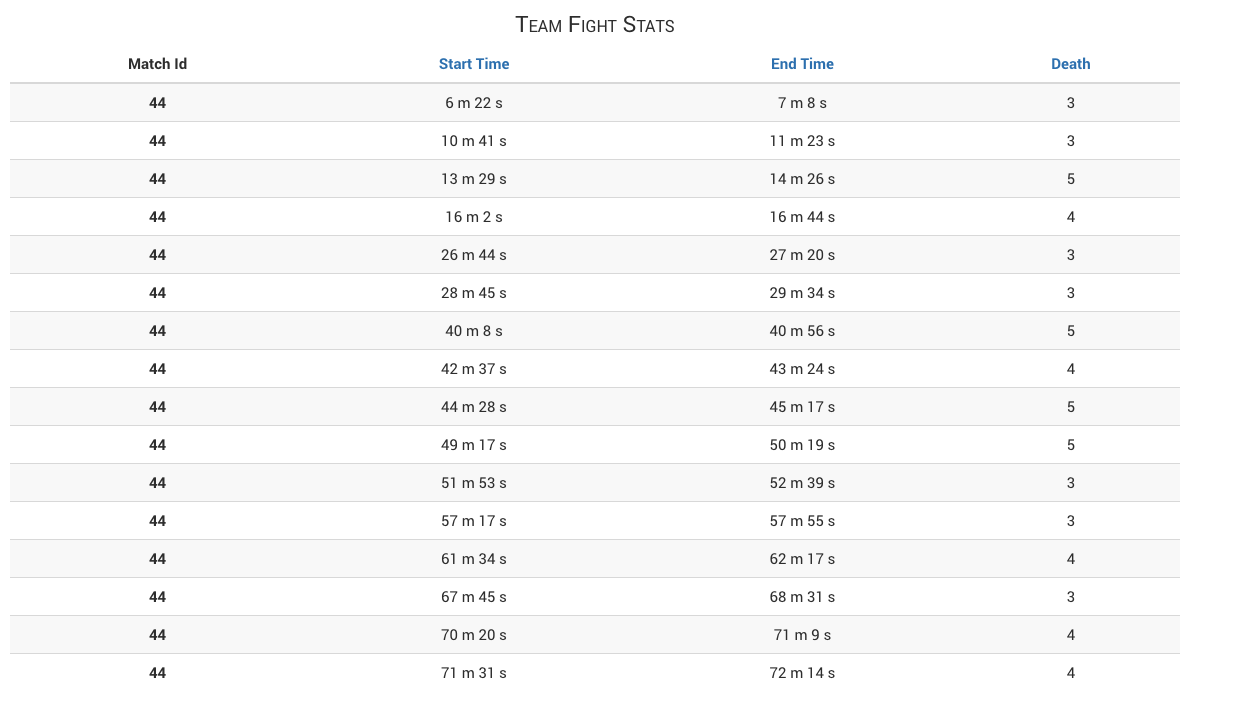 Team Fight Stats
Match Id Start Time End Time Death
44 6 m 22 s 7 m 8 s 3
44 10 m 41 s 11 m 23 s 3
44 13 m 29 s 14 m 26 s 5
44 16 m 2 s 16 m 44 s 4
44 26 m 44 s 27 m 20 s 3
44 28 m 45 s 29 m 34 s 3
44 40 m 8 s 40 m 56 s 5
44 42 m 37 s 43 m 24 s 4
44 44 m 28 s 45 m 17 s 5
44 49 m 17 s 50 m 19 s 5
44 51 m 53 s 52 m 39 s 3
44 57 m 17 s 57 m 55 s 3
44 61 m 34 s 62 m 17 s 4
44 67 m 45 s 68 m 31 s 3
44 70 m 20 s 71 m 9 s 4
44 71 m 31 s 72 m 14 s 4